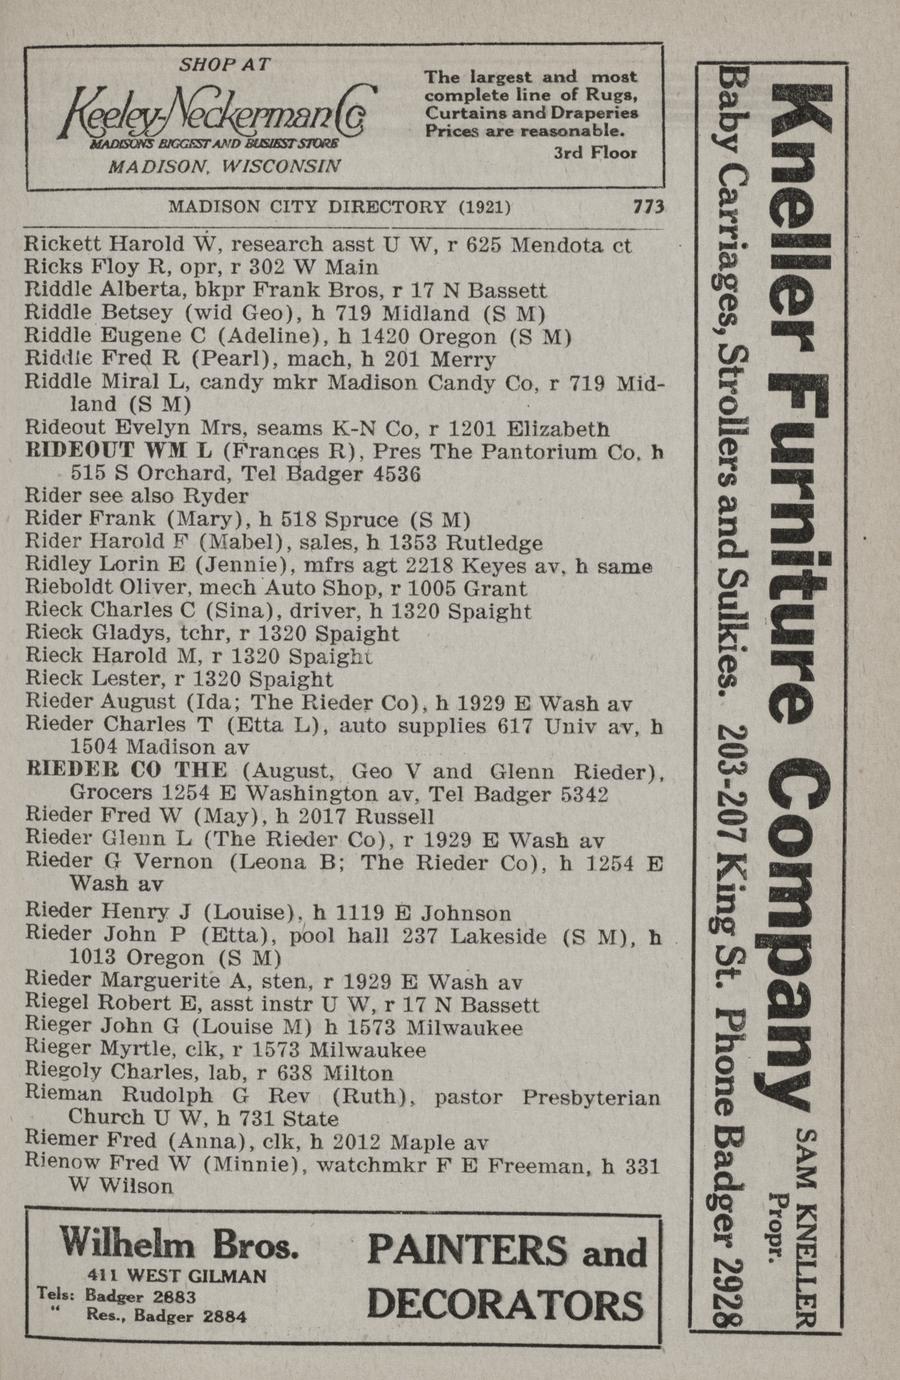 SHOP AT
Keeley-Neckerman Co
MADISON'S BIGGEST AND BUSIEST STORE
MADISON, WISCONSIN
The largest and most
complete line of Rugs,
Curtains and Draperies
Prices are reasonable.
3rd Floor
MADISON CITY DIRECTORY (1921) 773
Rickett Harold W, research asst U W, r 625 Mendota ct
Ricks Floy R, opr, r 302 W Main
Riddle Alberta, bkpr Frank Bros, r 17 N Bassett
Riddle Betsey (wid Geo), h 719 Midland (S M)
Riddle Eugene C (Adeline), h 1420 Oregon (S M)
Riddle Fred R (Pearl), mach, h 201 Merry
Riddle Miral L, candy mkr Madison Candy Co, r 719 Mid-
land (S M)
Rideout Evelyn Mrs, seams K-N Co, r 1201 Elizabeth
RIDEOUT WM L (Frances R), Pres The Pantorium Co, h
515 S Orchard, Tel Badger 4536
Rider see also Ryder
Rider Frank (Mary), h 518 Spruce (S M)
Rider Harold F (Mabel), sales, h 1353 Rutledge
Ridley Lorin E (Jennie), mfrs agt 2218 Keyes av, h same
Rieboldt Oliver, mech Auto Shop, r 1005 Grant
Rieck Charles C (Sina), driver, h 1320 Spaight
Rieck Gladys, tchr, r 1320 Spaight
Rieck Harold M, r 1320 Spaight
Rieck Lester, r 1320 Spaight
Rieder August (Ida; The Rieder Co), h 1929 E Wash av
Rieder Charles T (Etta L), auto supplies 617 Univ av, h
1504 Madison av
RIEDER CO THE (August, Geo V and Glenn Rieder),
Grocers 1254 E Washington av, Tel Badger 5342
Rieder Fred W (May), h 2017 Russell
Rieder Glenn L (The Rieder Co), r 1929 E Wash av
Rieder G Vernon (Leona B; The Rieder Co), h 1254 E
Wash av
Rieder Henry J (Louise), h 1119 E Johnson
Rieder John P (Etta), pool hall 237 Lakeside (S M), h
1013 Oregon (S M)
Rieder Marguerite A, sten, r 1929 E Wash av
Riegel Robert E, asst instr U W, r 17 N Bassett
Rieger John G (Louise M) h 1573 Milwaukee
Rieger Myrtle, clk, r 1573 Milwaukee
Riegoly Charles, lab, r 638 Milton
Rieman Rudolph G Rev (Ruth), pastor Presbyterian
Church U W, h 731 State
Riemer Fred (Anna), clk, h 2012 Maple av
Rienow Fred W (Minnie), watchmkr F E Freeman, h 331
W Wilson
Wilhelm Bros.
411 WEST GILMAN
Tels: Badger 2883
" Res., Badger 2884
PAINTERS and
DECORATORS
Kneller Furniture Company SAM KNELLER
Propr.
Baby Carriages, Strollers and Sulkies. 203-207 King St. Phone Badger 2928